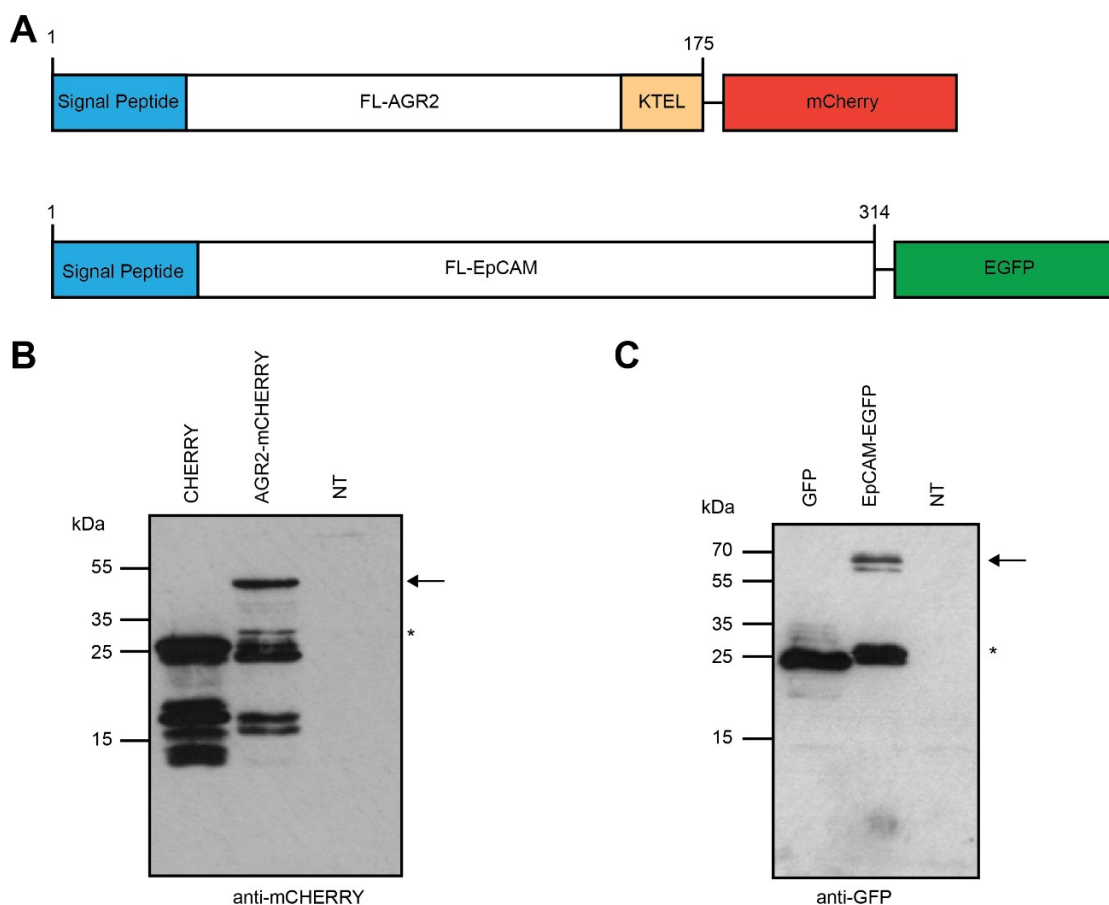 A
1
175
Signal Peptide
FL-AGR2
KTEL
mCherry
1
314
Signal Peptide
FL-EpCAM
EGFP
B
CHERRY
AGR2-mCHERRY
NT
kDa
55
35
*
25
15
anti-mCHERRY
C
GFP
EpCAM-EGFP
NT
kDa
70
55
35
25
*
15
anti-GFP